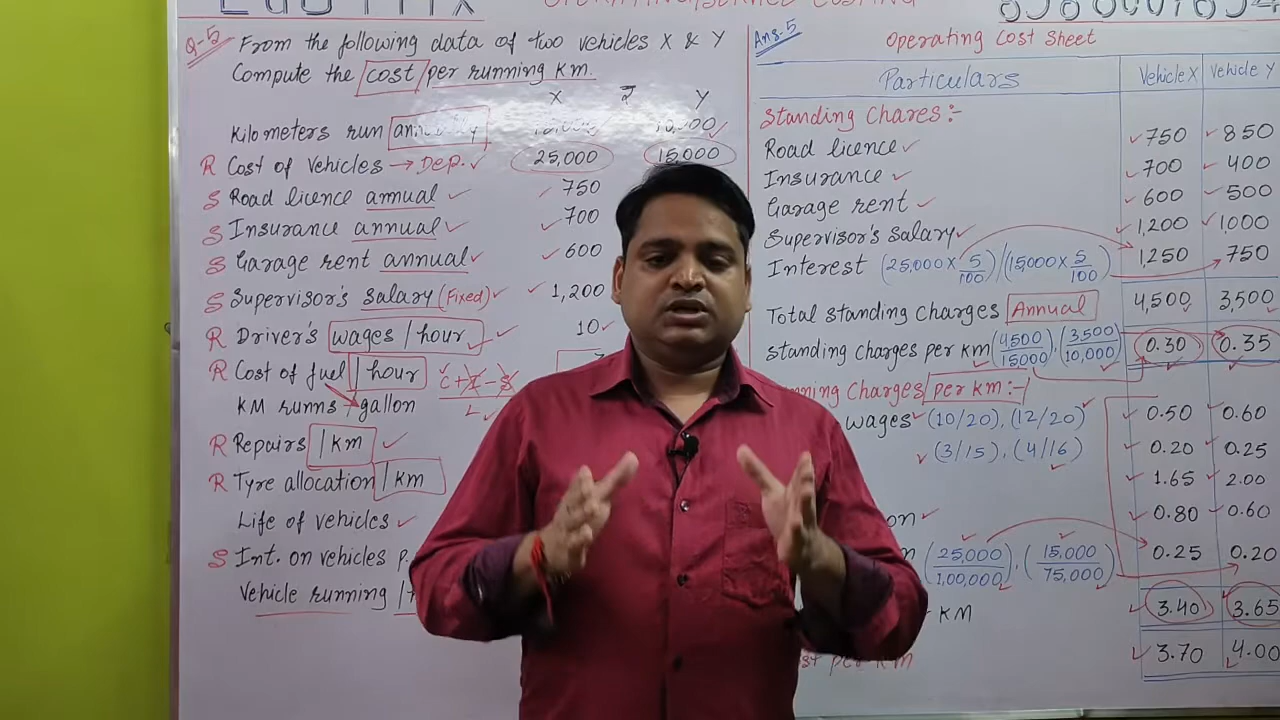 OPERATING/SERVICE COSTING
Q-5 From the following data of two vehicles X & Y
Compute the cost/per running km.
X ₹ Y
Kilometers run annually
R Cost of vehicles → Dep. 25,000 15,000
S Road licence annual 750
S Insurance annual 700
S Garage rent annual 600
S Supervisor's salary (Fixed) 1,200
R Driver's wages/hour 10
R Cost of fuel/hour
KM runns/gallon
R Repairs/km
R Tyre allocation/km
Life of vehicles
S Int. on vehicles
Vehicle running
C+I-S
L
Ans.5 Operating Cost Sheet
Particulars Vehicle X Vehicle Y
Standing Chares:-
Road licence 750 850
Insurance 700 400
Garage rent 600 500
Supervisor's salary 1,200 1,000
Interest (25,000×5/100)/(15000×5/100) 1,250 750
Total standing charges Annual 4,500 3,500
Standing charges per km (4500/15000).(3500/10,000) 0.30 0.35
Charges/per km:-
wages (10/20), (12/20) 0.50 0.60
(3/15), (4/16) 0.20 0.25
1.65 2.00
0.80 0.60
(25,000/1,00,000), (15,000/75,000) 0.25 0.20
KM 3.40 3.65
per KM 3.70 4.00